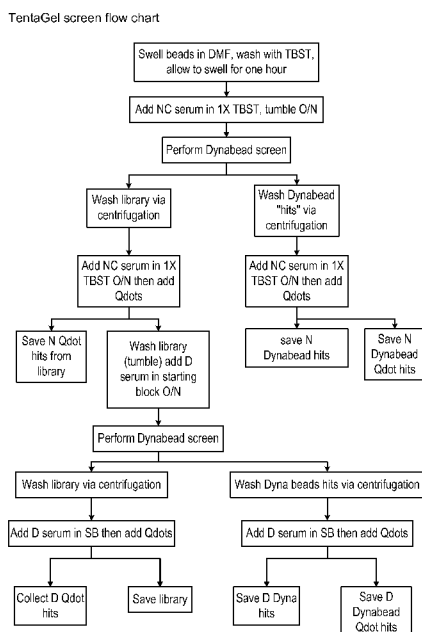 TentaGel screen flow chart
Swell beads in DMF, wash with TBST,
allow to swell for one hour
Add NC serum in 1X TBST, tumble O/N
Perform Dynabead screen
Wash library via
centrifugation
Wash Dynabead
"hits" via
centrifugation
Add NC serum in 1X
TBST O/N then add
Qdots
Add NC serum in 1X
TBST O/N then add
Qdots
Save N Qdot
hits from
library
Wash library
(tumble) add D
serum in starting
block O/N
save N
Dynabead hits
Save N
Dynabead
Qdot hits
Perform Dynabead screen
Wash library via centrifugation
Wash Dyna beads hits via centrifugation
Add D serum in SB then add Qdots
Add D serum in SB then add Qdots
Collect D Qdot
hits
Save library
Save D Dyna
hits
Save D
Dynabead
Qdot hits